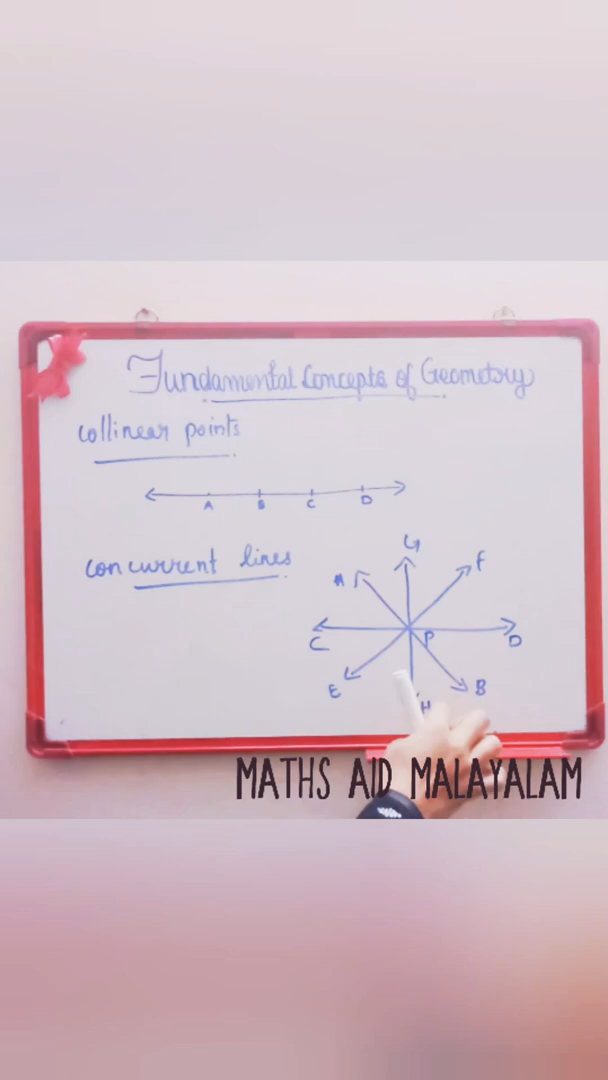 Fundamental Concepts of Geometry
collinear points
A B C D
concurrent lines
G
A F
C P D
E B
H
MATHS AID MALAYALAM